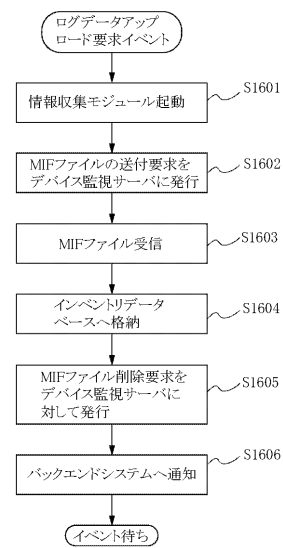 ログデータアップ
ロード要求イベント
情報収集モジュール起動
S1601
MIFファイルの送付要求を
デバイス監視サーバに発行
S1602
MIFファイル受信
S1603
インベントリデータ
ベースへ格納
S1604
MIFファイル削除要求を
デバイス監視サーバに
対して発行
S1605
バックエンドシステムへ通知
S1606
イベント待ち